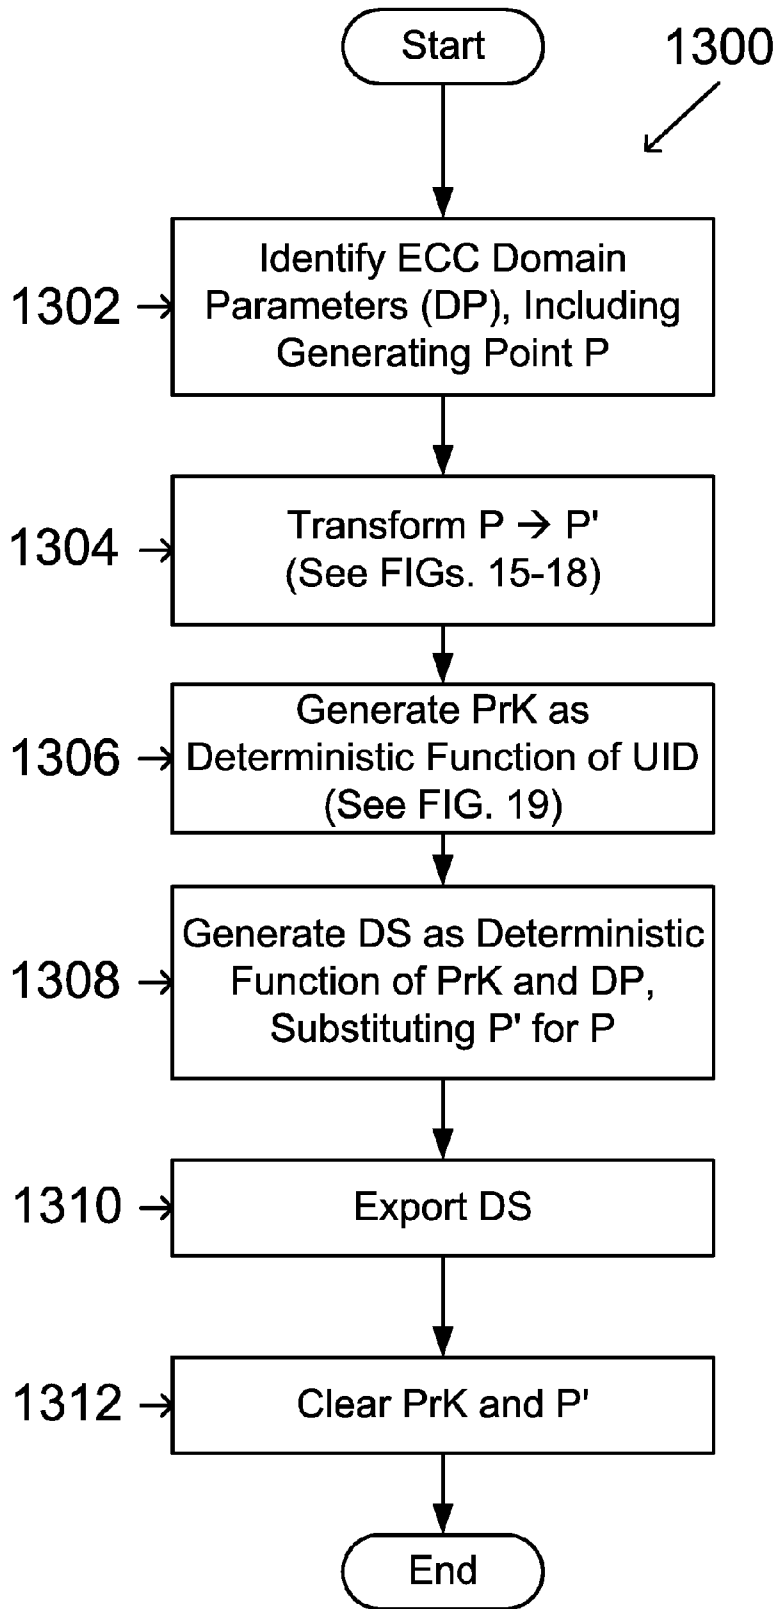 Start
1300
1302
Identify ECC Domain
Parameters (DP), Including
Generating Point P
1304
Transform P → P'
(See FIGs. 15-18)
1306
Generate PrK as
Deterministic Function of UID
(See FIG. 19)
1308
Generate DS as Deterministic
Function of PrK and DP,
Substituting P' for P
1310
Export DS
1312
Clear PrK and P'
End